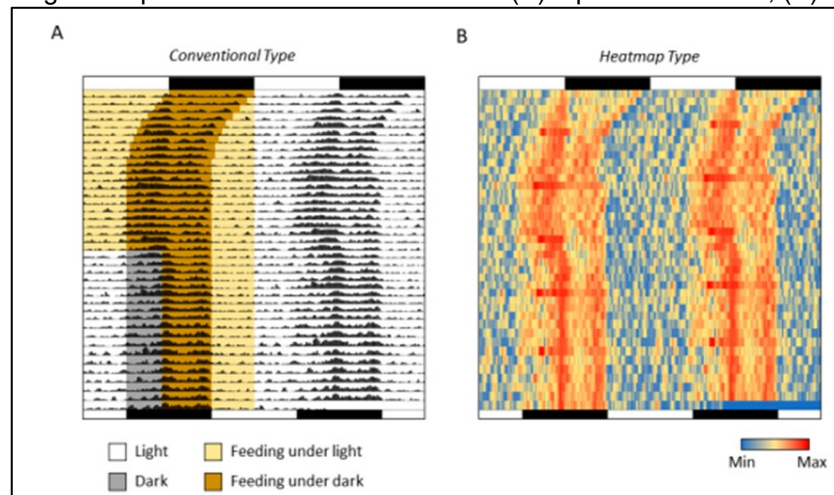 A
Conventional Type
B
Heatmap Type
Light
Feeding under light
Dark
Feeding under dark
Min
Max